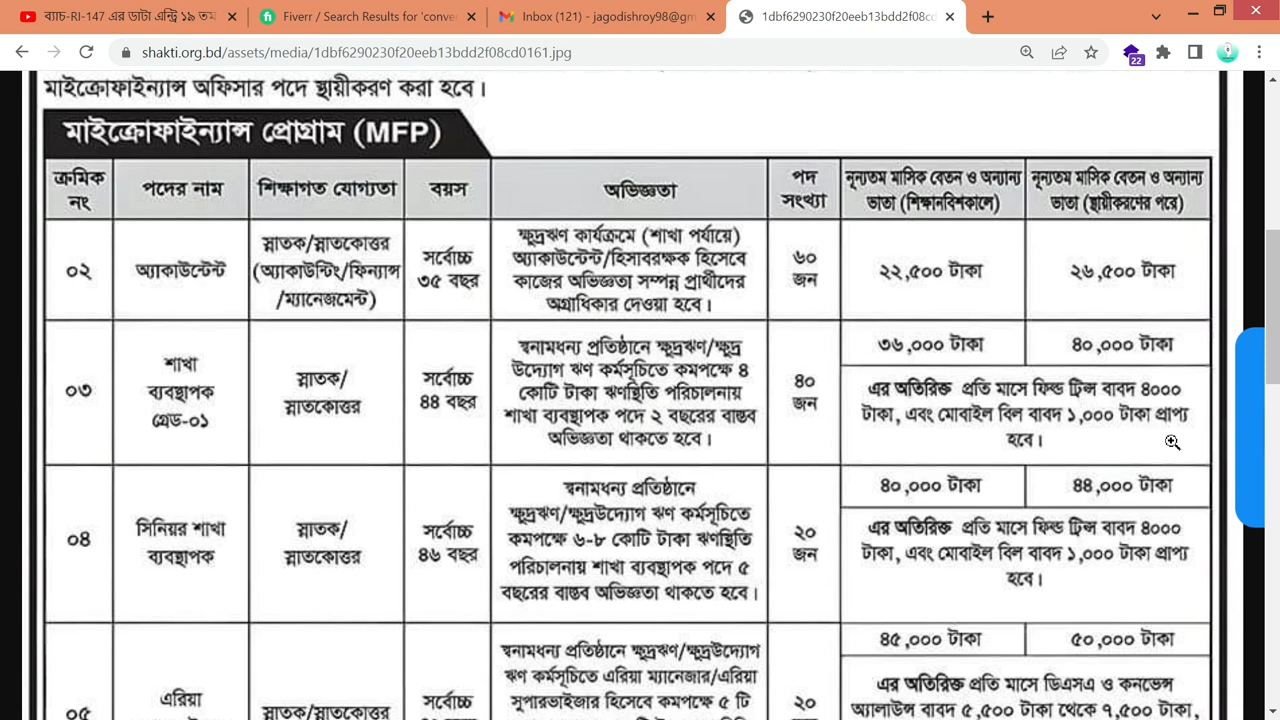 ব্যাচ-RI-147 এর ডাটা এন্ট্রি ১৯ তম
Fiverr / Search Results for 'conver
Inbox (121) - jagodishroy98@gm
1dbf6290230f20eeb13bdd2f08cd0
shakti.org.bd/assets/media/1dbf6290230f20eeb13bdd2f08cd0161.jpg
22
মাইক্রোফাইন্যান্স অফিসার পদে স্থায়ীকরণ করা হবে।
মাইক্রোফাইন্যান্স প্রোগ্রাম (MFP)
ক্রমিক নং
পদের নাম
শিক্ষাগত যোগ্যতা
বয়স
অভিজ্ঞতা
পদ সংখ্যা
নূন্যতম মাসিক বেতন ও অন্যান্য
ভাতা (শিক্ষানবিশকালে)
নূন্যতম মাসিক বেতন ও অন্যান্য
ভাতা (স্থায়ীকরণের পরে)
০২
অ্যাকাউন্টেন্ট
স্নাতক/স্নাতকোত্তর
(অ্যাকাউন্টিং/ফিন্যান্স
/ম্যানেজমেন্ট)
সর্বোচ্চ
৩৫ বছর
ক্ষুদ্রঋণ কার্যক্রমে (শাখা পর্যায়ে)
অ্যাকাউন্টেন্ট/হিসাবরক্ষক হিসেবে
কাজের অভিজ্ঞতা সম্পন্ন প্রার্থীদের
অগ্রাধিকার দেওয়া হবে।
৬০
জন
২২,৫০০ টাকা
২৬,৫০০ টাকা
০৩
শাখা
ব্যবস্থাপক
গ্রেড-০১
স্নাতক/
স্নাতকোত্তর
সর্বোচ্চ
৪৪ বছর
স্বনামধন্য প্রতিষ্ঠানে ক্ষুদ্রঋণ/ক্ষুদ্র
উদ্যোগ ঋণ কর্মসূচিতে কমপক্ষে ৪
কোটি টাকা ঋণস্থিতি পরিচালনায়
শাখা ব্যবস্থাপক পদে ২ বছরের বাস্তব
অভিজ্ঞতা থাকতে হবে।
৪০
জন
৩৬,০০০ টাকা
৪০,০০০ টাকা
এর অতিরিক্ত প্রতি মাসে ফিল্ড ট্রিন্স বাবদ ৪০০০
টাকা, এবং মোবাইল বিল বাবদ ১,০০০ টাকা প্রাপ্য
হবে।
০৪
সিনিয়র শাখা
ব্যবস্থাপক
স্নাতক/
স্নাতকোত্তর
সর্বোচ্চ
৪৬ বছর
স্বনামধন্য প্রতিষ্ঠানে
ক্ষুদ্রঋণ/ক্ষুদ্রউদ্যোগ ঋণ কর্মসূচিতে
কমপক্ষে ৬-৮ কোটি টাকা ঋণস্থিতি
পরিচালনায় শাখা ব্যবস্থাপক পদে ৫
বছরের বাস্তব অভিজ্ঞতা থাকতে হবে।
২০
জন
৪০,০০০ টাকা
৪৪,০০০ টাকা
এর অতিরিক্ত প্রতি মাসে ফিল্ড ট্রিন্স বাবদ ৪০০০
টাকা, এবং মোবাইল বিল বাবদ ১,০০০ টাকা প্রাপ্য
হবে।
০৫
এরিয়া
স্নাতক/স্নাতকোত্তর
সর্বোচ্চ
স্বনামধন্য প্রতিষ্ঠানে ক্ষুদ্রঋণ/ক্ষুদ্রউদ্যোগ
ঋণ কর্মসূচিতে এরিয়া ম্যানেজার/এরিয়া
সুপারভাইজার হিসেবে কমপক্ষে ৫ টি
২০
৪৫,০০০ টাকা
৫০,০০০ টাকা
এর অতিরিক্ত প্রতি মাসে ডিএসএ ও কনভেন্স
অ্যালাউন্স বাবদ ৫,৫০০ টাকা থেকে ৭,৫০০ টাকা,